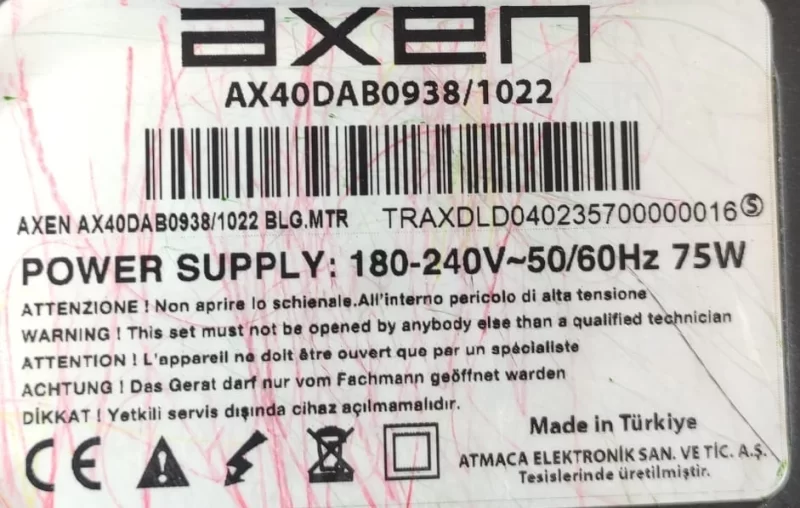 axen
AX40DAB0938/1022
AXEN AX40DAB0938/1022 BLG.MTR TRAXDLD040235700000016 S
POWER SUPPLY: 180-240V~50/60Hz 75W
ATTENZIONE ! Non aprire lo schienale.All'interno pericolo di alta tensione
WARNING ! This set must not be opened by anybody else than a qualified technician
ATTENTION ! L'appareil ne doit être ouvert que par un spécialiste
ACHTUNG ! Das Gerat darf nur vom Fachmann geöffnet warden
DİKKAT ! Yetkili servis dışında cihaz açılmamalıdır.
CE
Made in Türkiye
ATMACA ELEKTRONİK SAN. VE TİC. A.Ş.
Tesislerinde üretilmiştir.